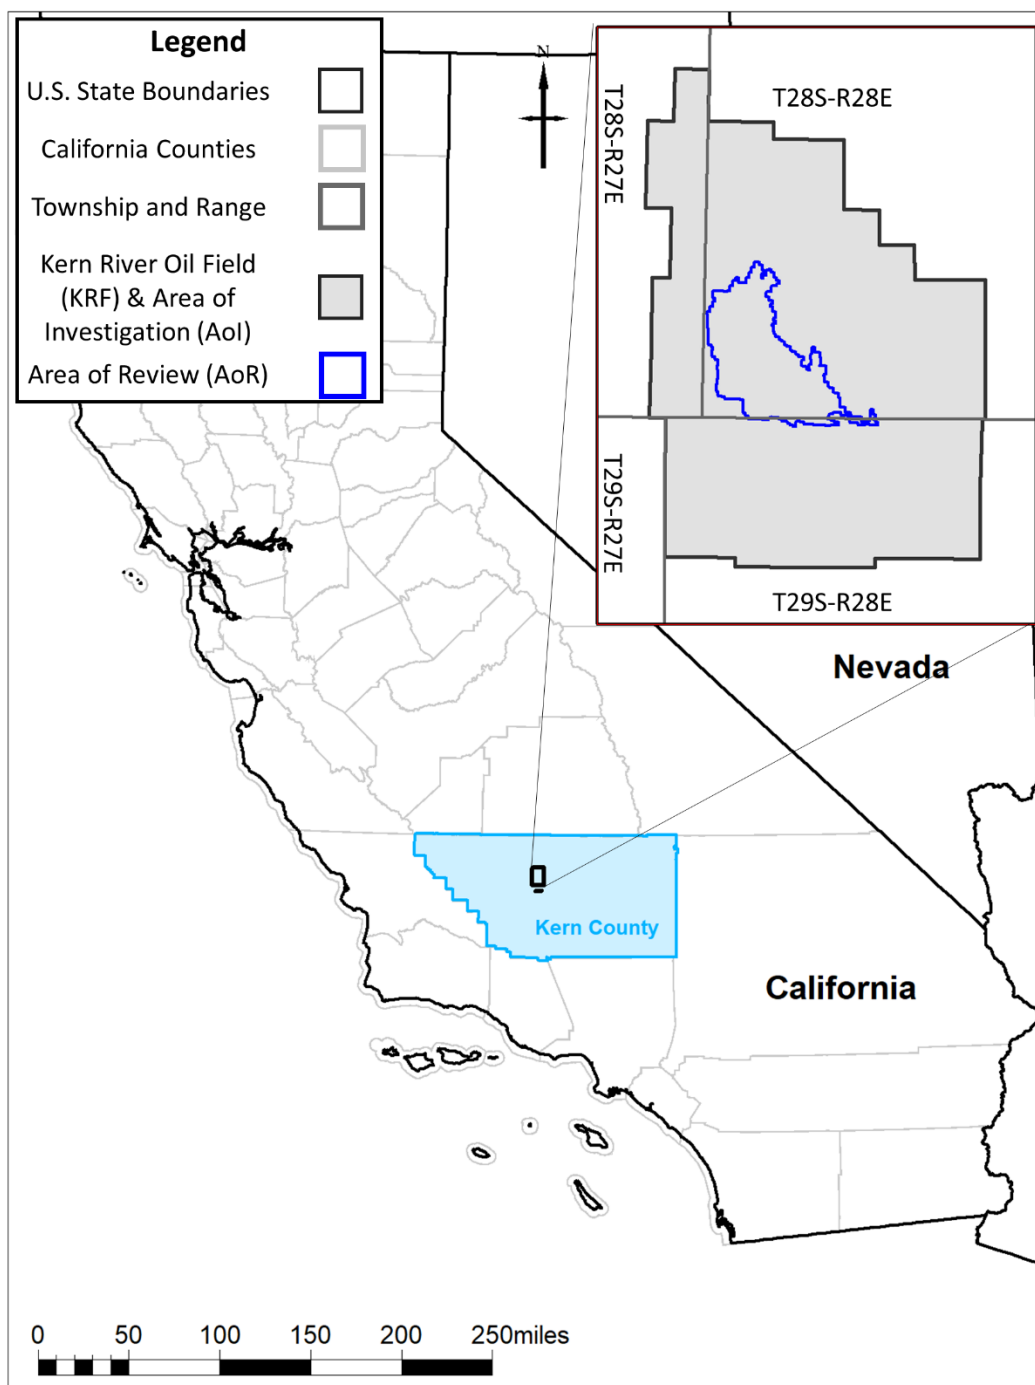 Legend
U.S. State Boundaries
California Counties
Township and Range
Kern River Oil Field
(KRF) & Area of
Investigation (AoI)
Area of Review (AoR)
N
T28S-R27E
T28S-R28E
T29S-R27E
T29S-R28E
Nevada
Kern County
California
0 50 100 150 200 250miles